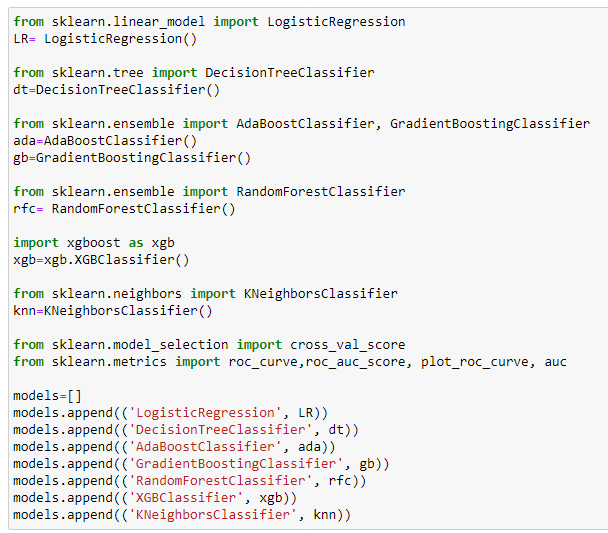 from sklearn.linear_model import LogisticRegression
LR= LogisticRegression()
from sklearn.tree import DecisionTreeClassifier
dt=DecisionTreeClassifier()
from sklearn.ensemble import AdaBoostClassifier, GradientBoostingClassifier
ada=AdaBoostClassifier()
gb=GradientBoostingClassifier()
from sklearn.ensemble import RandomForestClassifier
rfc= RandomForestClassifier()
import xgboost as xgb
xgb=xgb.XGBClassifier()
from sklearn.neighbors import KNeighborsClassifier
knn=KNeighborsClassifier()
from sklearn.model_selection import cross_val_score
from sklearn.metrics import roc_curve,roc_auc_score, plot_roc_curve, auc
models=[]
models.append(('LogisticRegression', LR))
models.append(('DecisionTreeClassifier', dt))
models.append(('AdaBoostClassifier', ada))
models.append(('GradientBoostingClassifier', gb))
models.append(('RandomForestClassifier', rfc))
models.append(('XGBClassifier', xgb))
models.append(('KNeighborsClassifier', knn))